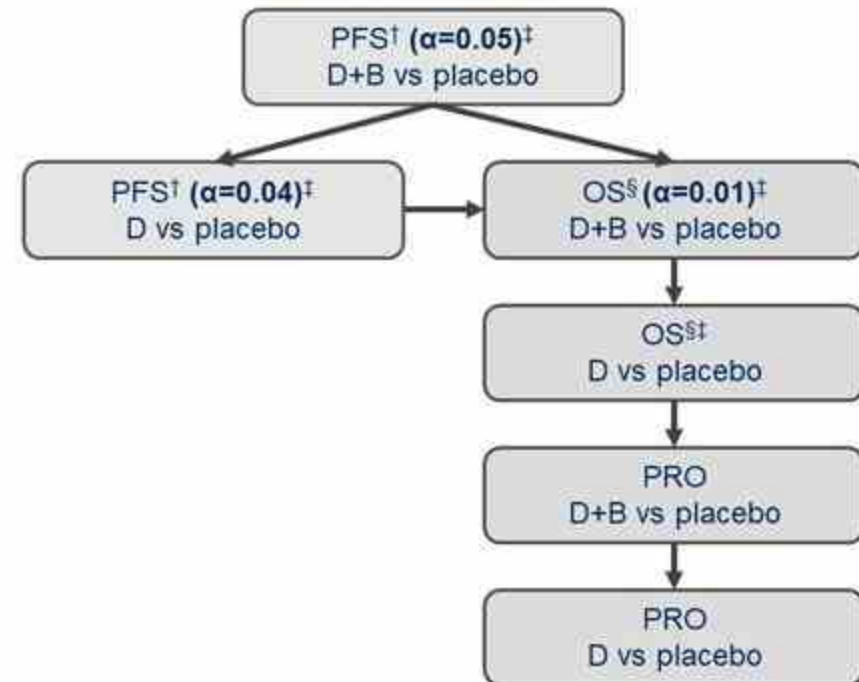 PFS† (α=0.05)‡
D+B vs placebo
PFS† (α=0.04)‡
D vs placebo
OS§ (α=0.01)‡
D+B vs placebo
OS§‡
D vs placebo
PRO
D+B vs placebo
PRO
D vs placebo